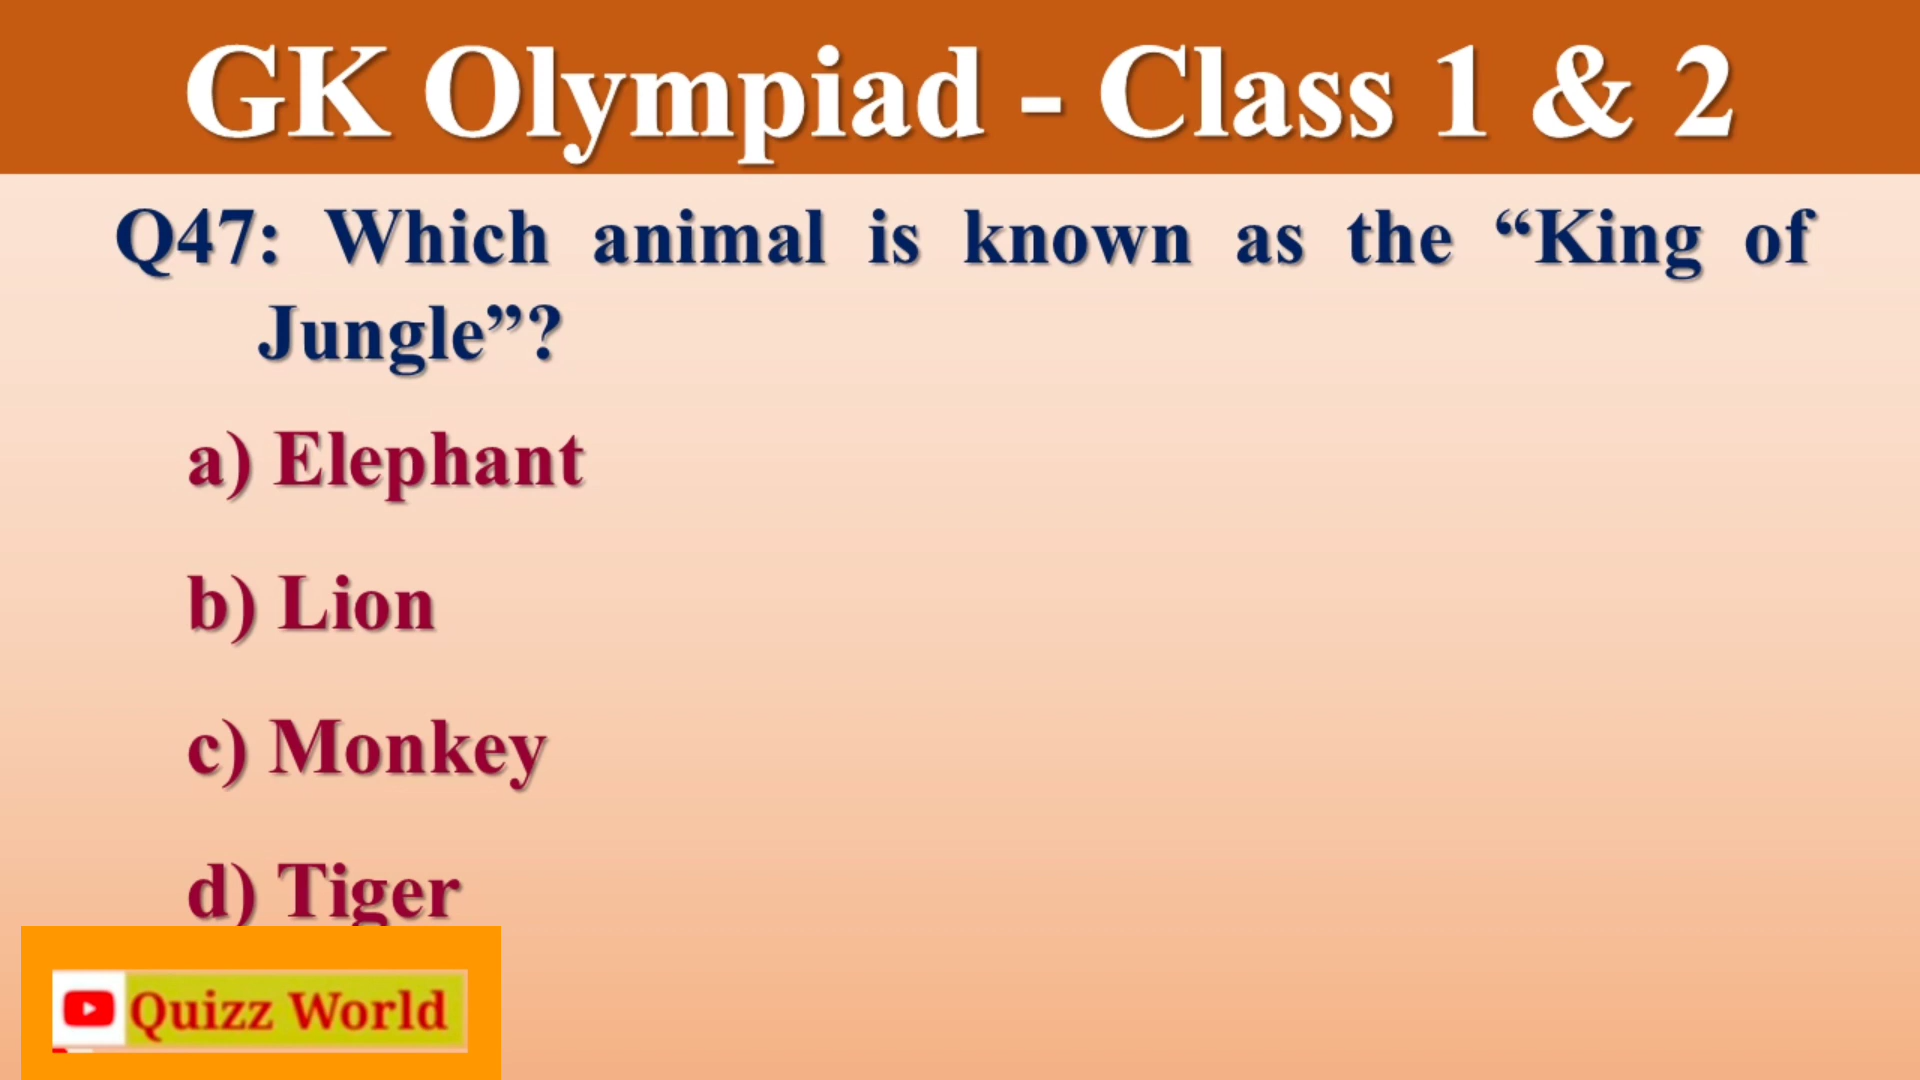 GK Olympiad - Class 1 & 2
Q47: Which animal is known as the “King of
Jungle”?
a) Elephant
b) Lion
c) Monkey
d) Tiger
Quizz World